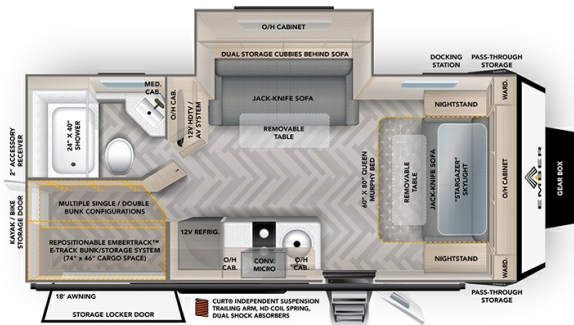 O/H CABINET
DUAL STORAGE CUBBIES BEHIND SOFA
DOCKING
STATION
PASS-THROUGH
STORAGE
MED.
CAB.
O/H CAB.
12V HDTV /
AV SYSTEM
JACK-KNIFE SOFA
REMOVABLE
TABLE
NIGHTSTAND
WARD.
24" X 40"
SHOWER
2" ACCESSORY
RECEIVER
60" X 80" QUEEN
MURPHY BED
REMOVABLE
TABLE
JACK-KNIFE SOFA
"STARGAZER"
SKYLIGHT
O/H CABINET
EMBER
GEAR BOX
KAYAK / BIKE
STORAGE DOOR
MULTIPLE SINGLE / DOUBLE
BUNK CONFIGURATIONS
REPOSITIONABLE EMBERTRACK™
E-TRACK BUNK/STORAGE SYSTEM
(74" x 46" CARGO SPACE)
12V REFRIG.
O/H
CAB.
CONV.
MICRO
O/H
CAB.
NIGHTSTAND
WARD.
18' AWNING
STORAGE LOCKER DOOR
CURT® INDEPENDENT SUSPENSION
TRAILING ARM, HD COIL SPRING,
DUAL SHOCK ABSORBERS
PASS-THROUGH
STORAGE